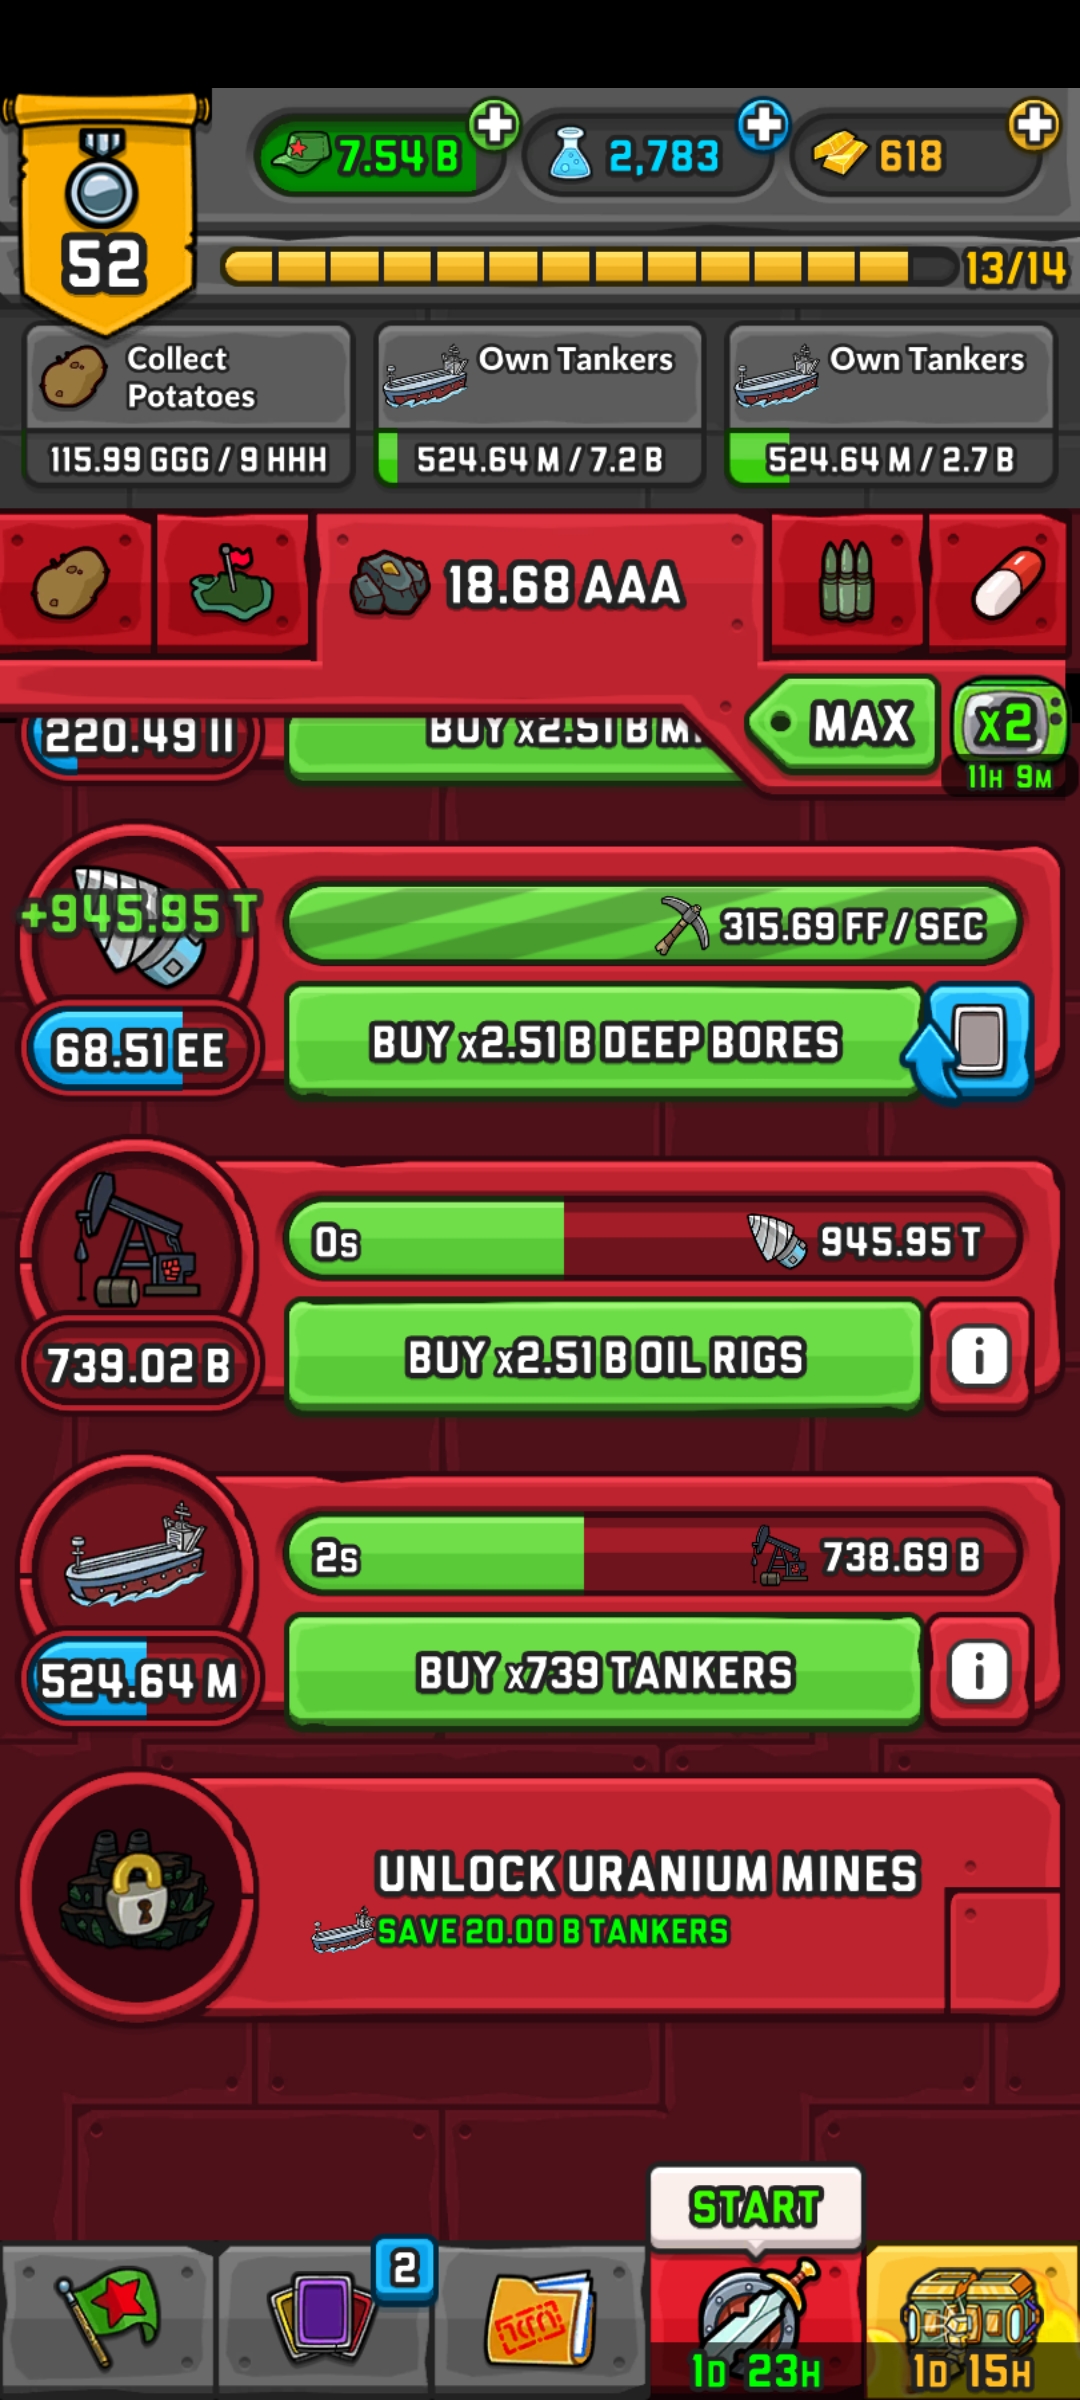 7.54 B
2,783
618
52
13/14
Collect
Potatoes
115.99 GGG / 9 HHH
Own Tankers
524.64 M / 7.2 B
Own Tankers
524.64 M / 2.7 B
18.68 AAA
MAX
x2
11H 9M
220.49 II
BUY x2.51 B M
+945.95 T
315.69 FF / SEC
68.51 EE
BUY x2.51 B DEEP BORES
0s
945.95 T
739.02 B
BUY x2.51 B OIL RIGS
i
2s
738.69 B
524.64 M
BUY x739 TANKERS
i
UNLOCK URANIUM MINES
SAVE 20.00 B TANKERS
START
2
1D 23H
1D 15H